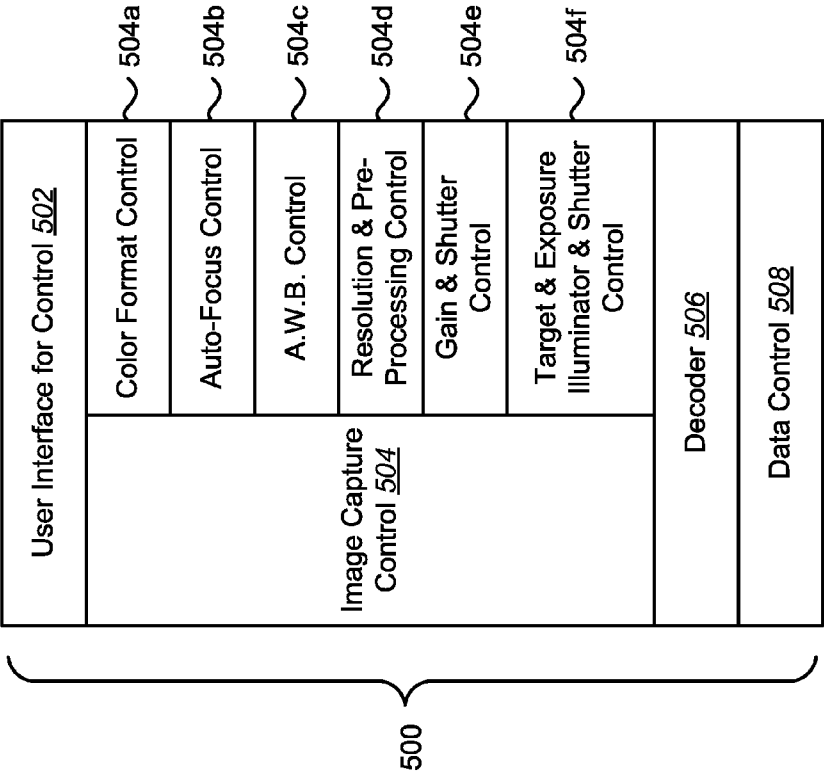 500
User Interface for Control 502
Image Capture
Control 504
Color Format Control
504a
Auto-Focus Control
504b
A.W.B. Control
504c
Resolution & Pre-
Processing Control
504d
Gain & Shutter
Control
504e
Target & Exposure
Illuminator & Shutter
Control
504f
Decoder 506
Data Control 508